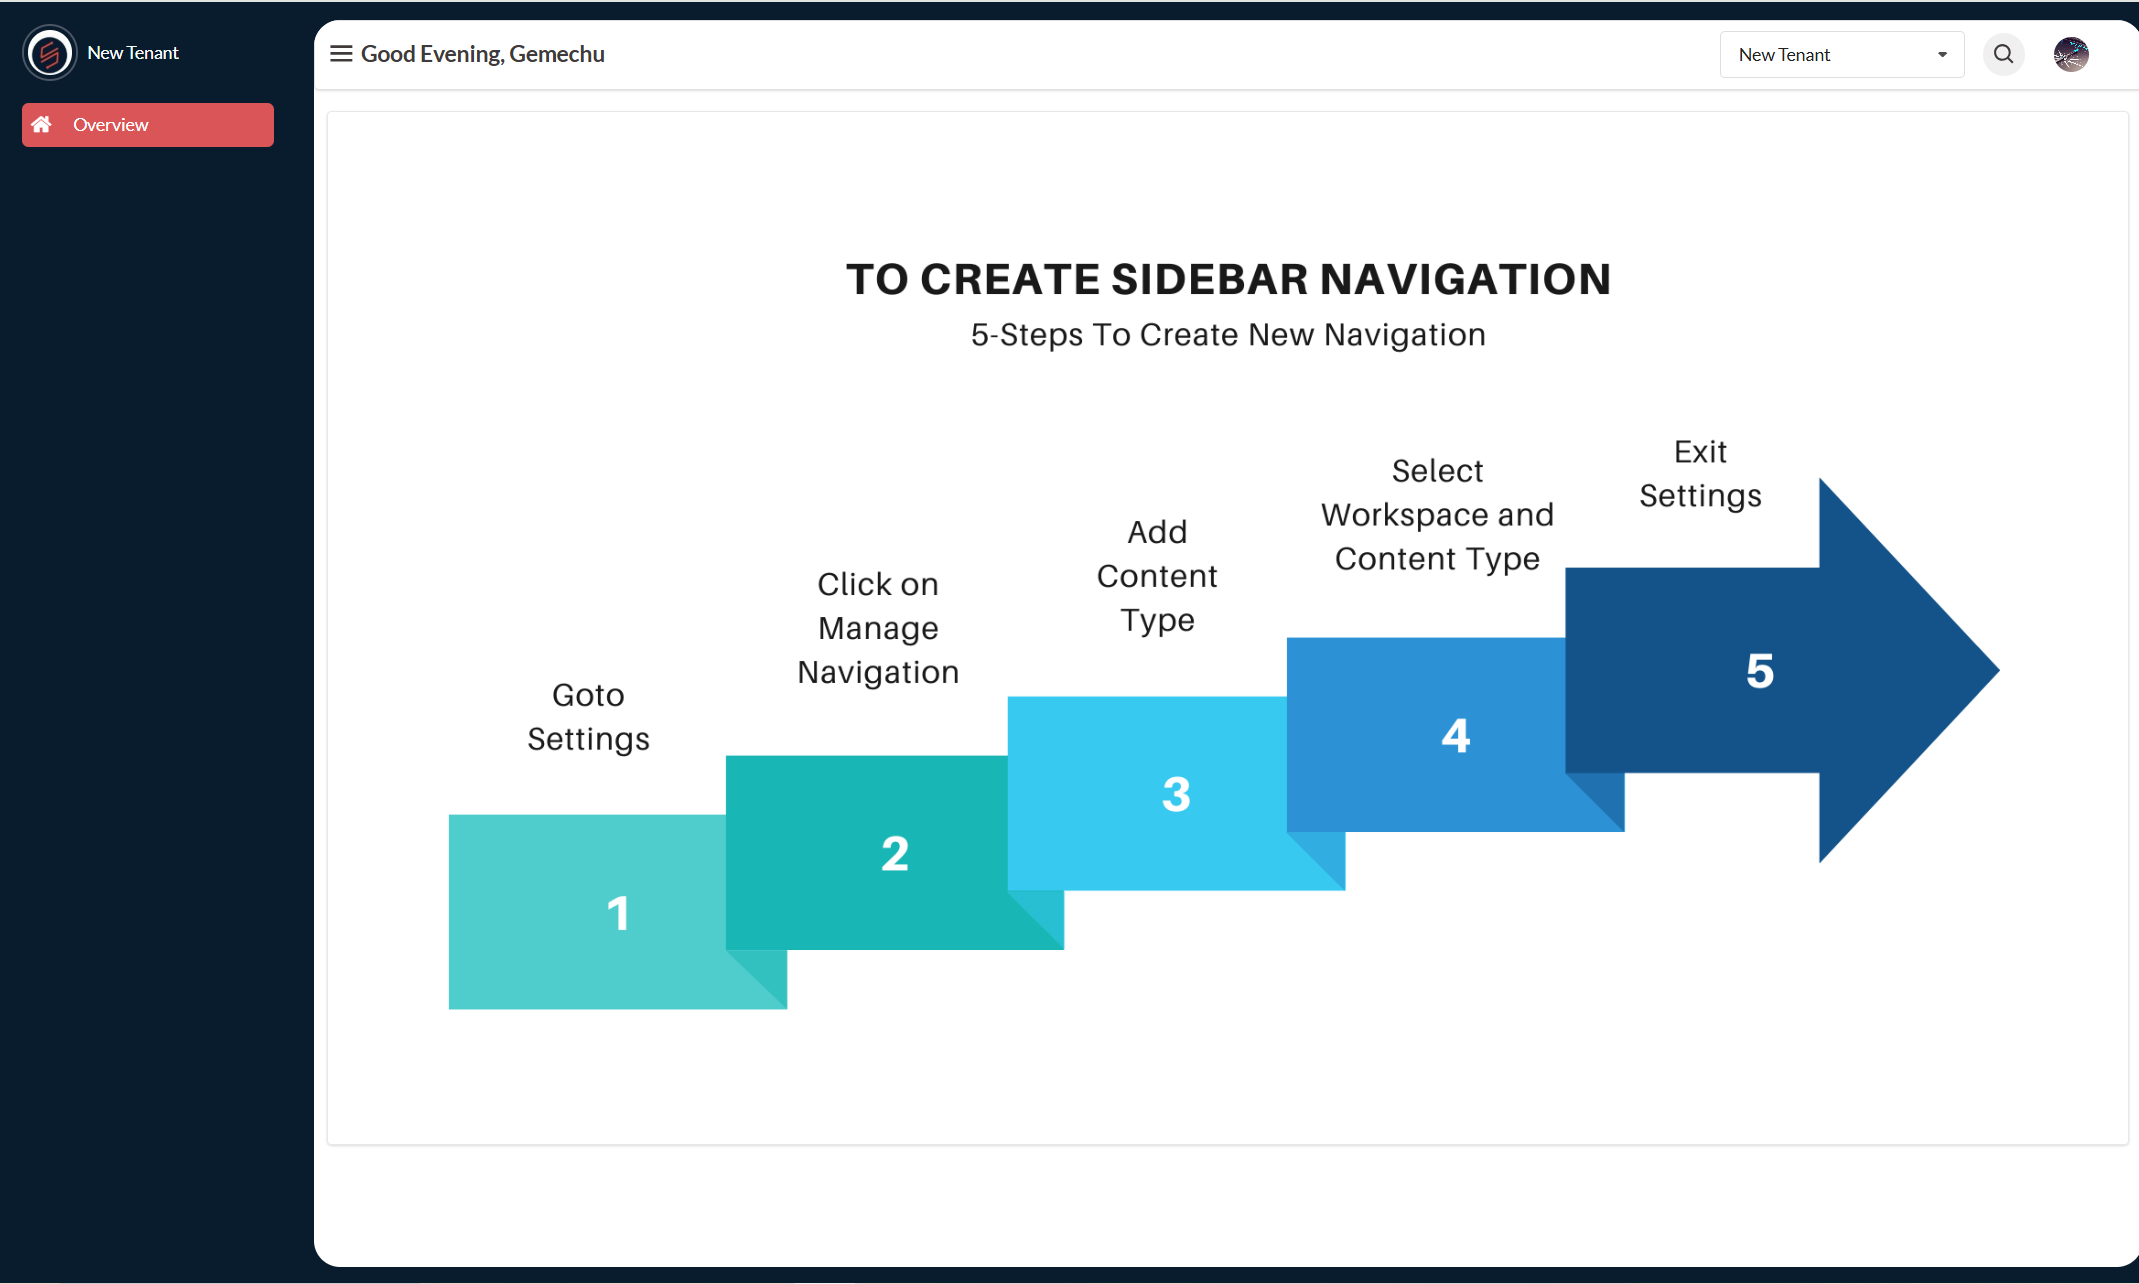 New Tenant
Overview
Good Evening, Gemechu
New Tenant
TO CREATE SIDEBAR NAVIGATION
5-Steps To Create New Navigation
Goto
Settings
1
Click on
Manage
Navigation
2
Add
Content
Type
3
Select
Workspace and
Content Type
4
Exit
Settings
5